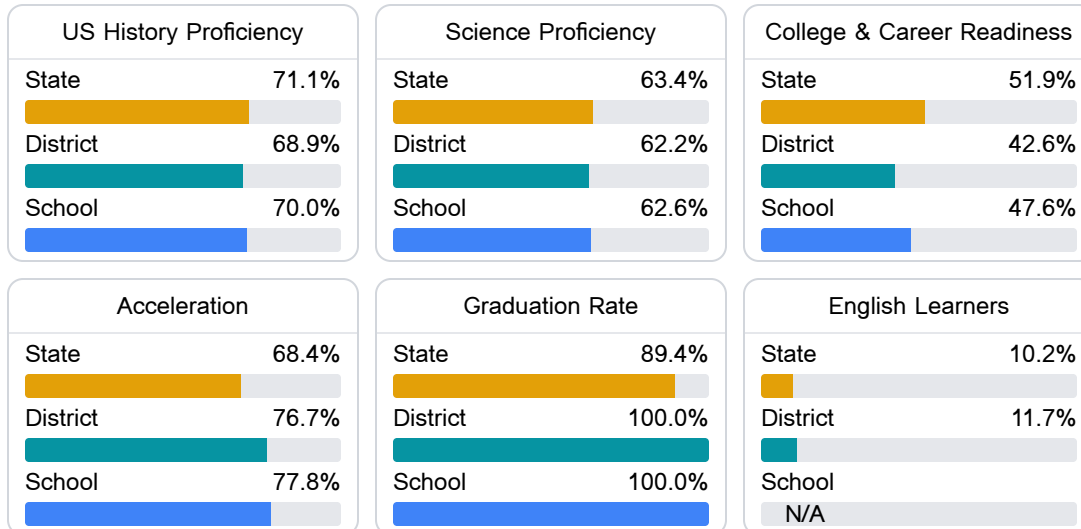 US History Proficiency
State 71.1%
District 68.9%
School 70.0%
Science Proficiency
State 63.4%
District 62.2%
School 62.6%
College & Career Readiness
State 51.9%
District 42.6%
School 47.6%
Acceleration
State 68.4%
District 76.7%
School 77.8%
Graduation Rate
State 89.4%
District 100.0%
School 100.0%
English Learners
State 10.2%
District 11.7%
School
N/A